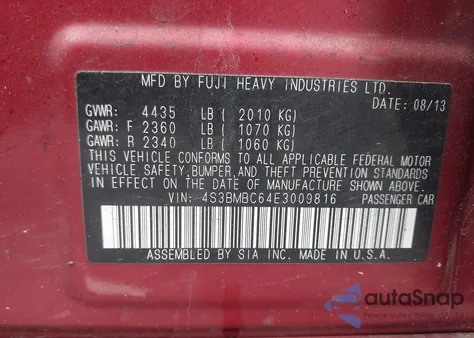 MFD BY FUJI HEAVY INDUSTRIES LTD.
DATE: 08/13
GVWR: 4435 LB ( 2010 KG)
GAWR: F 2360 LB ( 1070 KG)
GAWR: R 2340 LB ( 1060 KG)
THIS VEHICLE CONFORMS TO ALL APPLICABLE FEDERAL MOTOR
VEHICLE SAFETY, BUMPER, AND THEFT PREVENTION STANDARDS
IN EFFECT ON THE DATE OF MANUFACTURE SHOWN ABOVE.
VIN: 4S3BMBC64E3009816 PASSENGER CAR
ASSEMBLED BY SIA INC. MADE IN U.S.A.
autoSnap